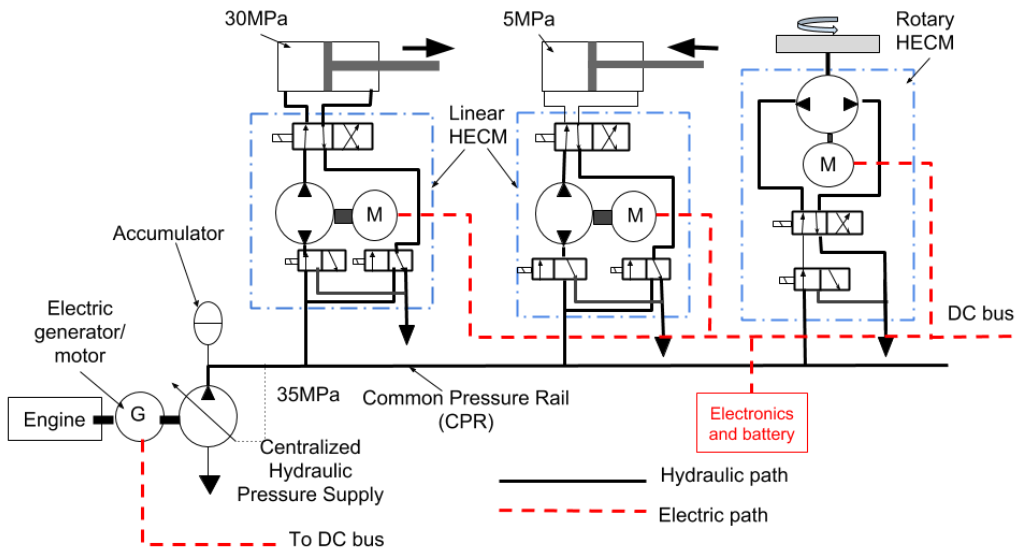 30MPa
5MPa
Rotary
HECM
Linear
HECM
M
M
M
Accumulator
Electric
generator/
motor
DC bus
35MPa
Common Pressure Rail
(CPR)
Engine
G
Electronics
and battery
Centralized
Hydraulic
Pressure Supply
Hydraulic path
Electric path
To DC bus